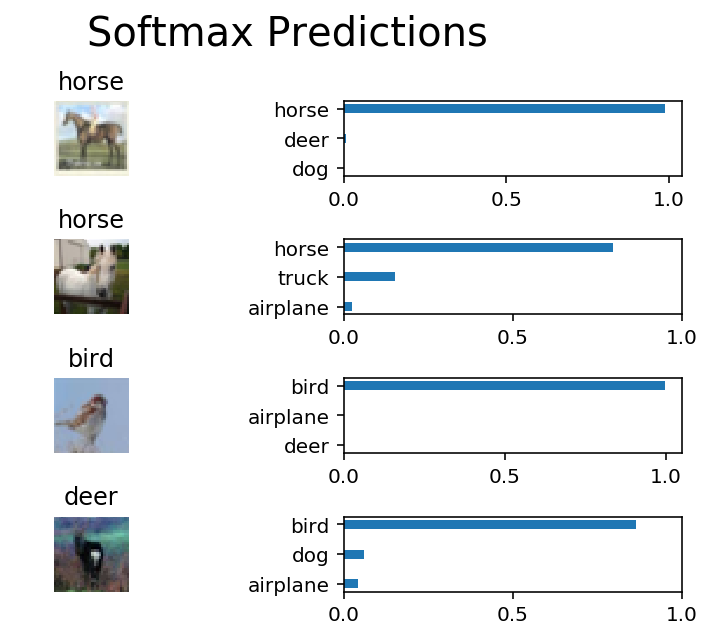 Softmax Predictions
horse
horse
deer
dog
0.0 0.5 1.0
horse
horse
truck
airplane
0.0 0.5 1.0
bird
bird
airplane
deer
0.0 0.5 1.0
deer
bird
dog
airplane
0.0 0.5 1.0